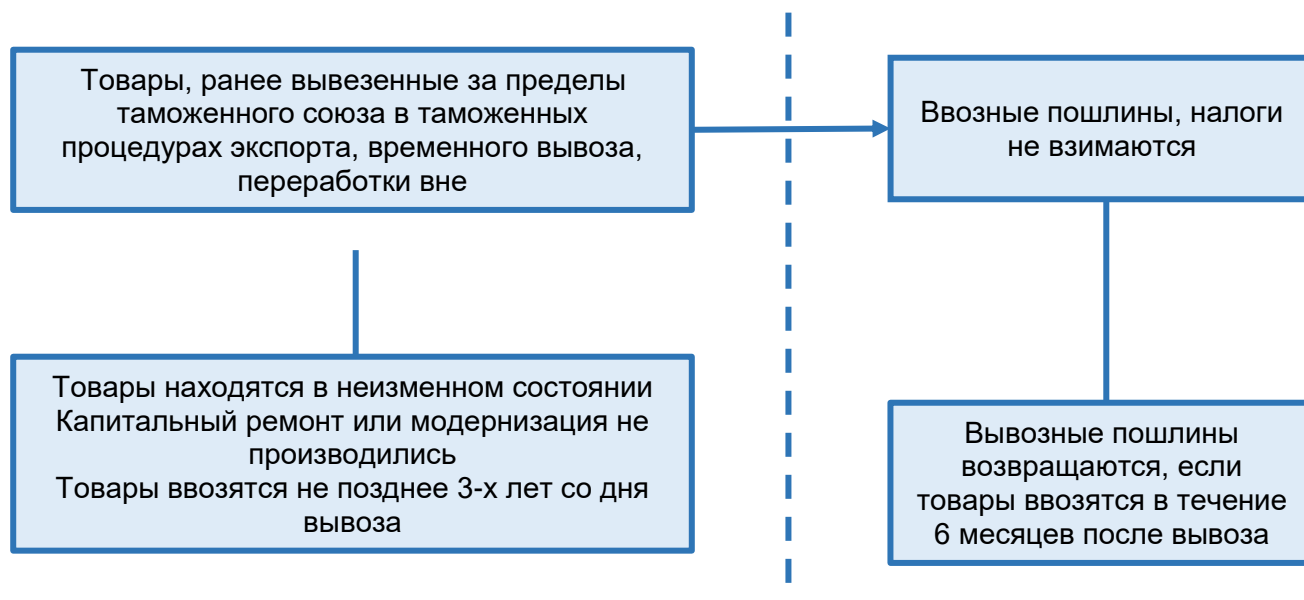 Товары, ранее вывезенные за пределы
таможенного союза в таможенных
процедурах экспорта, временного вывоза,
переработки вне
Ввозные пошлины, налоги
не взимаются
Товары находятся в неизменном состоянии
Капитальный ремонт или модернизация не
производились
Товары ввозятся не позднее 3-х лет со дня
вывоза
Вывозные пошлины
возвращаются, если
товары ввозятся в течение
6 месяцев после вывоза